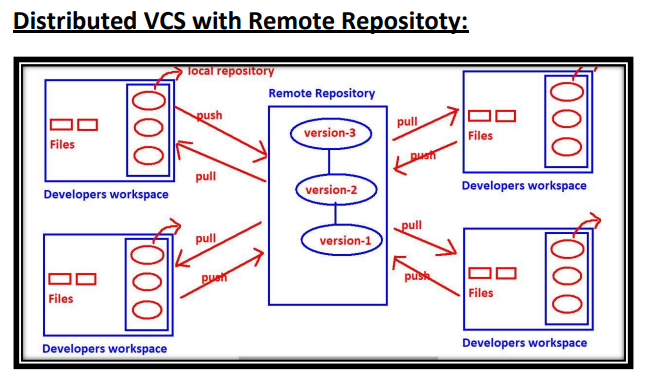 Distributed VCS with Remote Repositoty:
local repository
Remote Repository
push
pull
version-3
pull
push
Files
Files
version-2
Developers workspace
Developers workspace
pull
version-1
pull
push
push
Files
Files
Developers workspace
Developers workspace